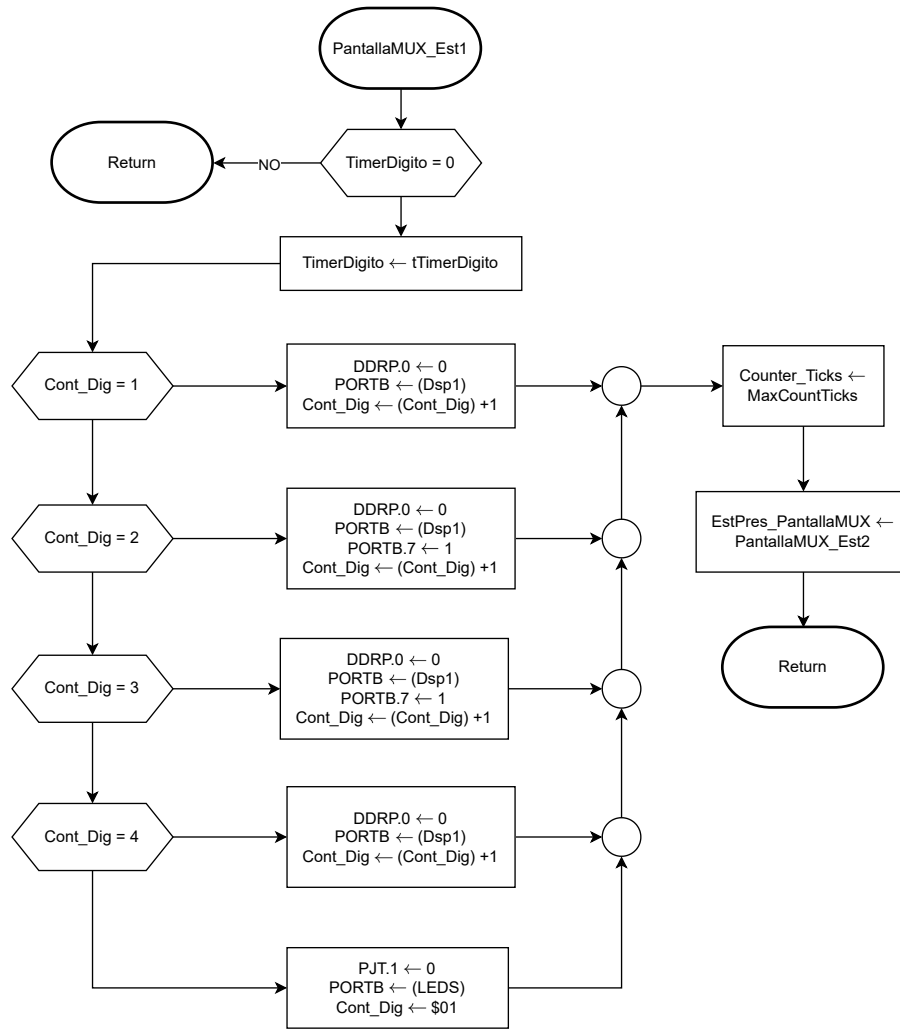 PantallaMUX_Est1
Return
NO
TimerDigito = 0
TimerDigito ← tTimerDigito
Cont_Dig = 1
DDRP.0 ← 0
PORTB ← (Dsp1)
Cont_Dig ← (Cont_Dig) +1
Counter_Ticks ←
MaxCountTicks
Cont_Dig = 2
DDRP.0 ← 0
PORTB ← (Dsp1)
PORTB.7 ← 1
Cont_Dig ← (Cont_Dig) +1
EstPres_PantallaMUX ←
PantallaMUX_Est2
Cont_Dig = 3
DDRP.0 ← 0
PORTB ← (Dsp1)
PORTB.7 ← 1
Cont_Dig ← (Cont_Dig) +1
Return
Cont_Dig = 4
DDRP.0 ← 0
PORTB ← (Dsp1)
Cont_Dig ← (Cont_Dig) +1
PJT.1 ← 0
PORTB ← (LEDS)
Cont_Dig ← $01